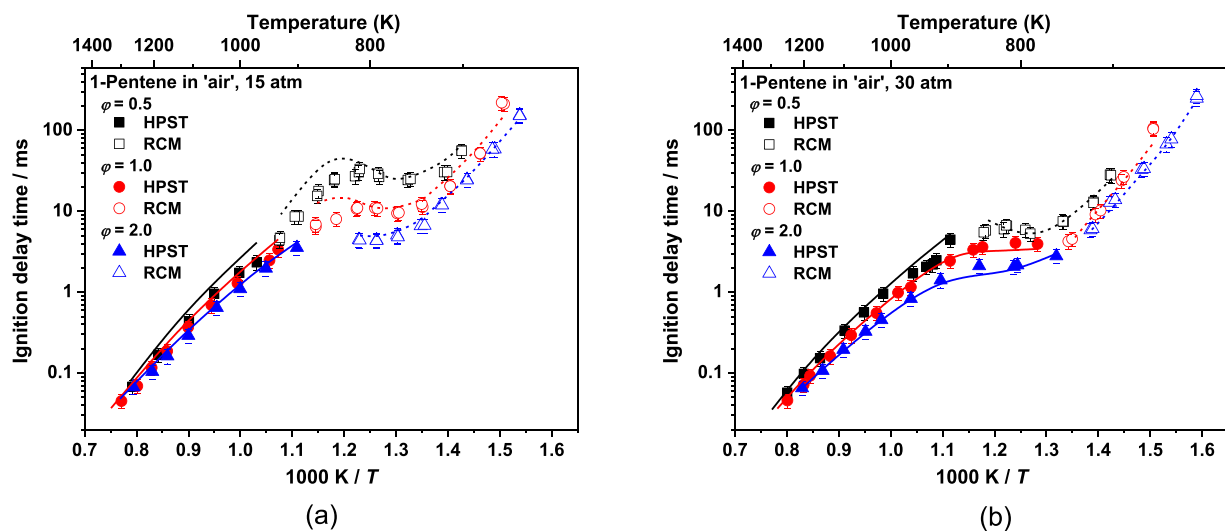 Temperature (K)
1400 1200 1000 800
1-Pentene in 'air', 15 atm
φ = 0.5
HPST
RCM
φ = 1.0
HPST
RCM
φ = 2.0
HPST
RCM
Ignition delay time / ms
100
10
1
0.1
0.7 0.8 0.9 1.0 1.1 1.2 1.3 1.4 1.5 1.6
1000 K / T
(a)
Temperature (K)
1400 1200 1000 800
1-Pentene in 'air', 30 atm
φ = 0.5
HPST
RCM
φ = 1.0
HPST
RCM
φ = 2.0
HPST
RCM
Ignition delay time / ms
100
10
1
0.1
0.7 0.8 0.9 1.0 1.1 1.2 1.3 1.4 1.5 1.6
1000 K / T
(b)